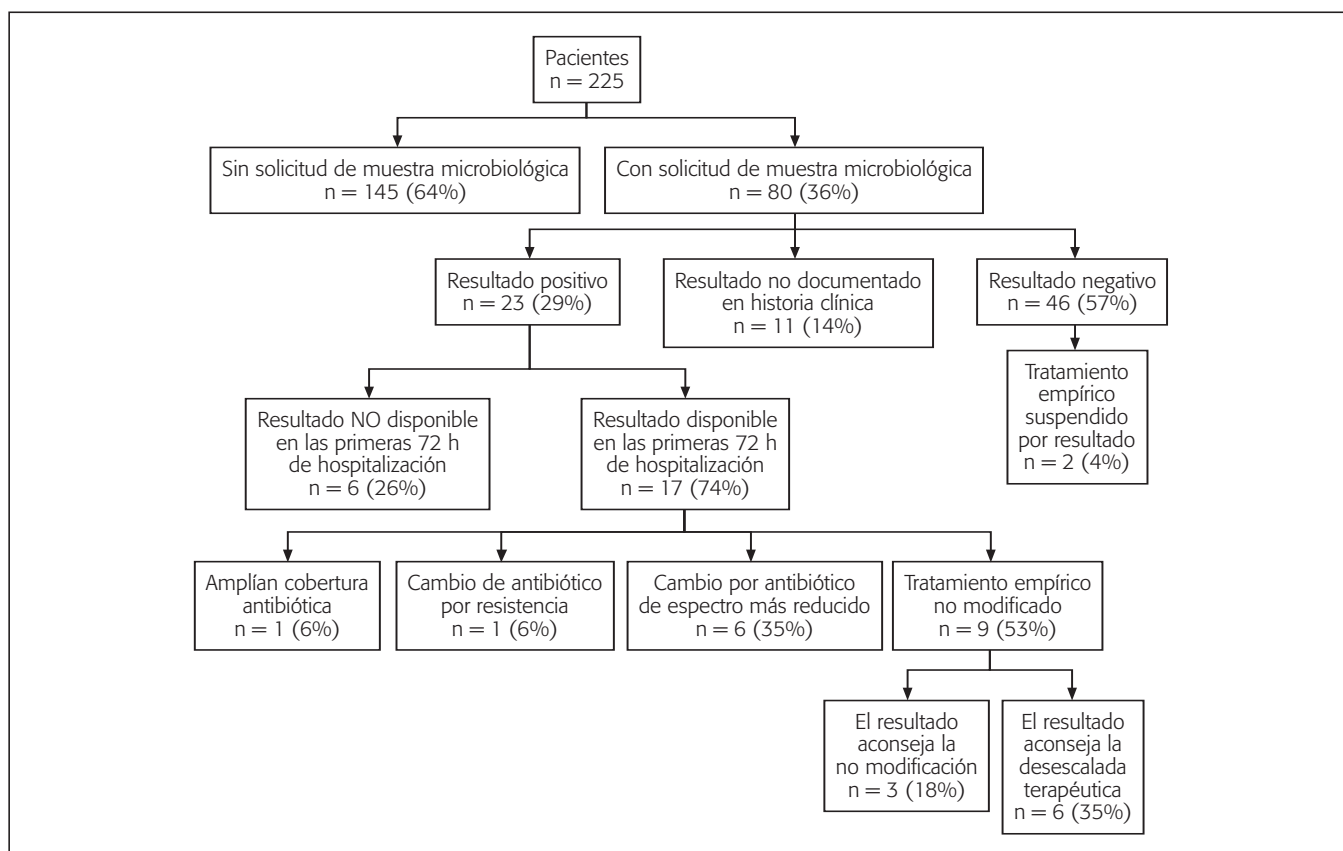 Pacientes
n = 225
Sin solicitud de muestra microbiológica
n = 145 (64%)
Con solicitud de muestra microbiológica
n = 80 (36%)
Resultado positivo
n = 23 (29%)
Resultado no documentado
en historia clínica
n = 11 (14%)
Resultado negativo
n = 46 (57%)
Tratamiento
empírico
suspendido
por resultado
n = 2 (4%)
Resultado NO disponible
en las primeras 72 h
de hospitalización
n = 6 (26%)
Resultado disponible
en las primeras 72 h
de hospitalización
n = 17 (74%)
Amplían cobertura
antibiótica
n = 1 (6%)
Cambio de antibiótico
por resistencia
n = 1 (6%)
Cambio por antibiótico
de espectro más reducido
n = 6 (35%)
Tratamiento empírico
no modificado
n = 9 (53%)
El resultado
aconseja la
no modificación
n = 3 (18%)
El resultado
aconseja la
desescalada
terapéutica
n = 6 (35%)